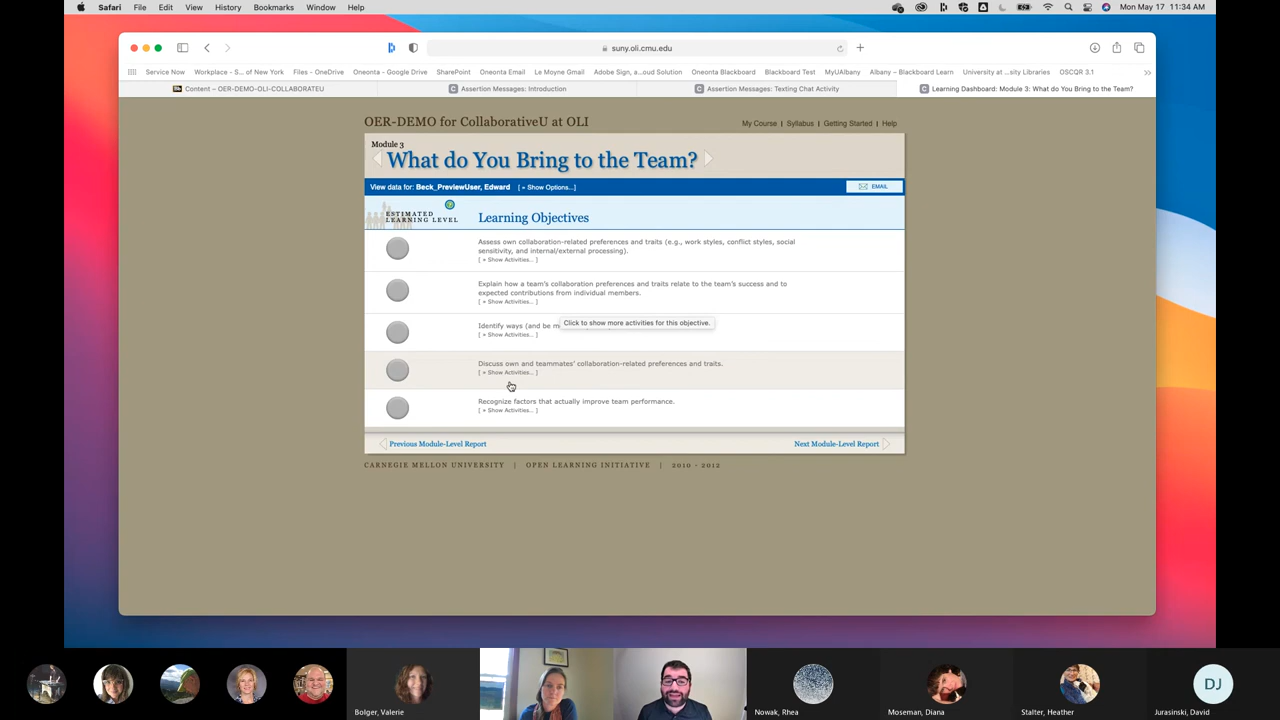 Safari File Edit View History Bookmarks Window Help Mon May 17 11:34 AM
suny.oli.cmu.edu
Service Now Workplace - S... of New York Files - OneDrive Oneonta - Google Drive SharePoint Oneonta Email Le Moyne Gmail Adobe Sign, a...oud Solution Oneonta Blackboard Blackboard Test MyUAlbany Albany – Blackboard Learn University at ...sity Libraries OSCQR 3.1
Content – OER-DEMO-OLI-COLLABORATEU Assertion Messages: Introduction Assertion Messages: Texting Chat Activity Learning Dashboard: Module 3: What do You Bring to the Team?
OER-DEMO for CollaborativeU at OLI
My Course | Syllabus | Getting Started | Help
Module 3
What do You Bring to the Team?
View data for: Beck_PreviewUser, Edward [ + Show Options...] EMAIL
ESTIMATED
LEARNING LEVEL
?
Learning Objectives
Assess own collaboration-related preferences and traits (e.g., work styles, conflict styles, social
sensitivity, and internal/external processing).
[ + Show Activities... ]
Explain how a team's collaboration preferences and traits relate to the team's success and to
expected contributions from individual members.
[ + Show Activities... ]
Identify ways (and be m
Click to show more activities for this objective.
[ + Show Activities... ]
Discuss own and teammates' collaboration-related preferences and traits.
[ + Show Activities... ]
Recognize factors that actually improve team performance.
[ + Show Activities... ]
Previous Module-Level Report Next Module-Level Report
CARNEGIE MELLON UNIVERSITY | OPEN LEARNING INITIATIVE | 2010 - 2012
DJ
Bolger, Valerie Nowak, Rhea Moseman, Diana Stalter, Heather Jurasinski, David